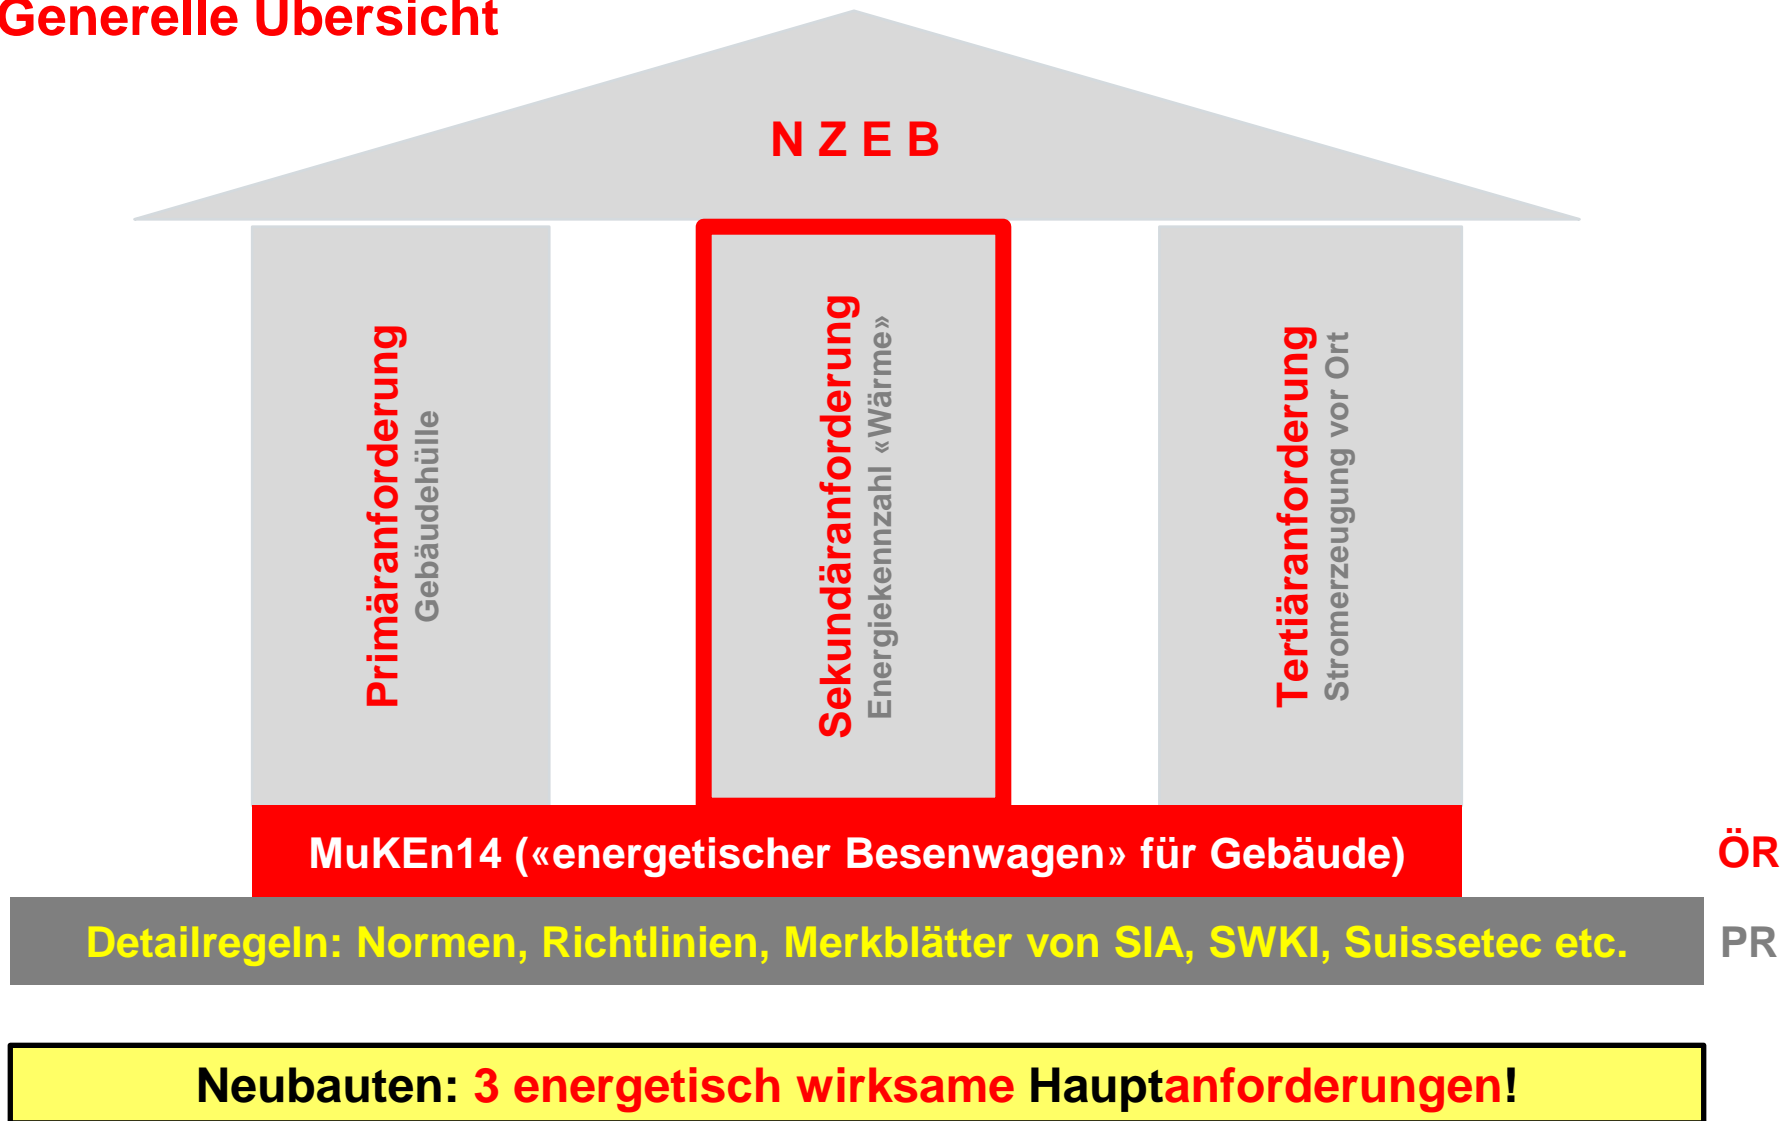 Generelle Übersicht
N Z E B
Primäranforderung
Gebäudehülle
Sekundäranforderung
Energiekennzahl «Wärme»
Tertiäranforderung
Stromerzeugung vor Ort
MuKEn14 («energetischer Besenwagen» für Gebäude)
ÖR
Detailregeln: Normen, Richtlinien, Merkblätter von SIA, SWKI, Suissetec etc.
PR
Neubauten: 3 energetisch wirksame Hauptanforderungen!